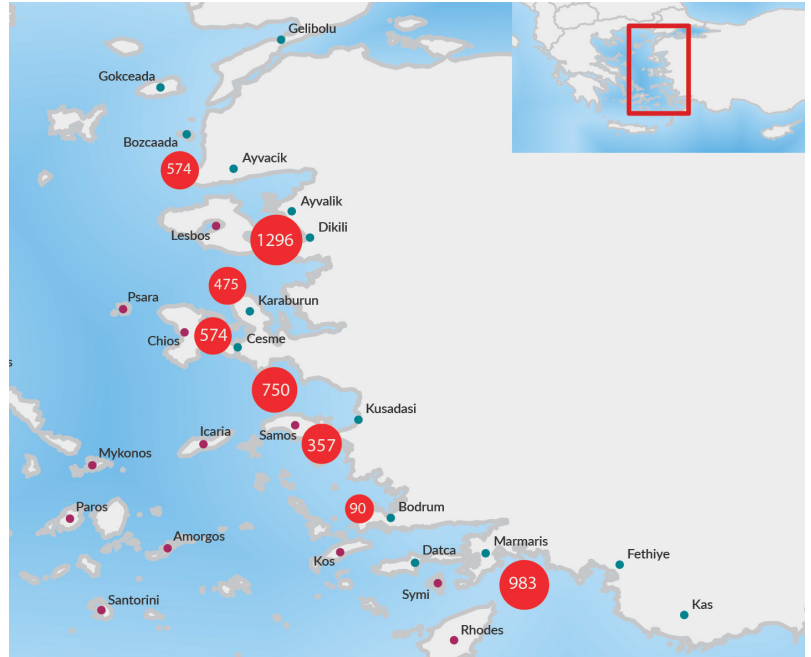 Gelibolu
Gokceada
Bozcaada
574
Ayvacik
Ayvalik
Lesbos
1296
Dikili
475
Psara
Karaburun
Chios
574
Cesme
750
Kusadasi
Icaria
Samos
357
Mykonos
Paros
90
Bodrum
Amorgos
Marmaris
Kos
Datca
Fethiye
Symi
983
Santorini
Kas
Rhodes